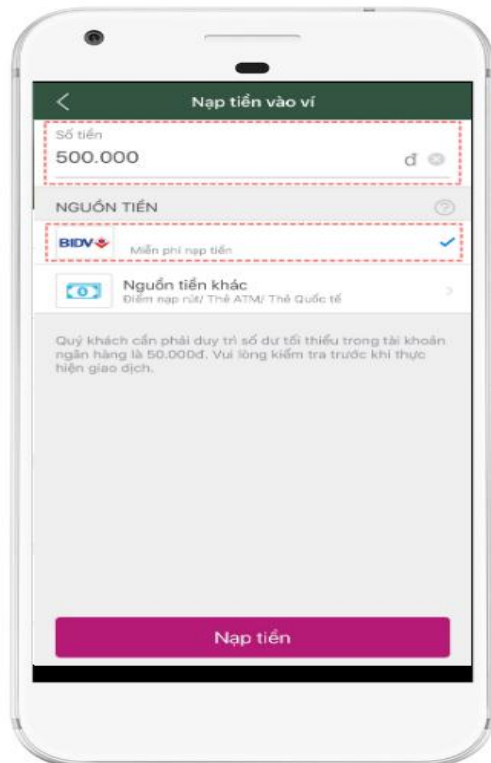 Nạp tiền vào ví
Số tiền
500.000 đ
NGUỒN TIỀN
BIDV
Miễn phí nạp tiền
Nguồn tiền khác
Điểm nạp rút/ Thẻ ATM/ Thẻ Quốc tế
Quý khách cần phải duy trì số dư tối thiểu trong tài khoản
ngân hàng là 50.000đ. Vui lòng kiểm tra trước khi thực
hiện giao dịch.
Nạp tiền